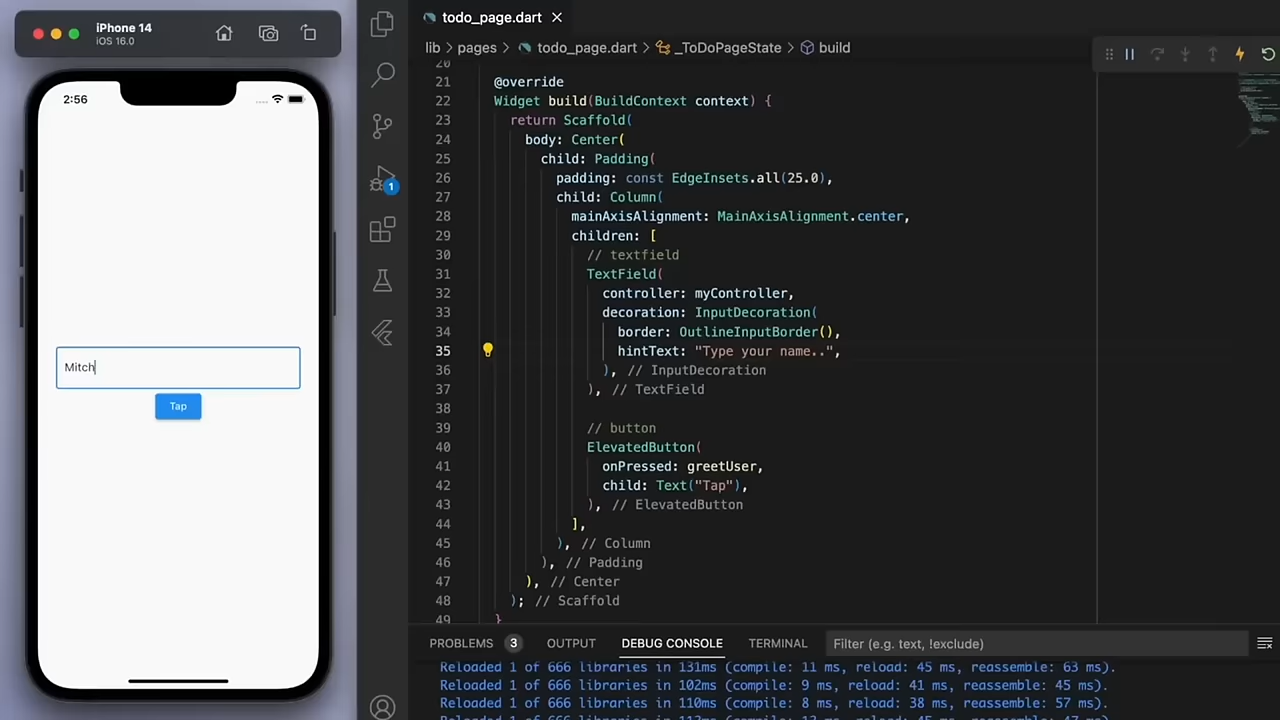 iPhone 14
iOS 16.0
2:56
Mitch
Tap
1
todo_page.dart
lib > pages > todo_page.dart > _ToDoPageState > build
20
21 @override
22 Widget build(BuildContext context) {
23 return Scaffold(
24 body: Center(
25 child: Padding(
26 padding: const EdgeInsets.all(25.0),
27 child: Column(
28 mainAxisAlignment: MainAxisAlignment.center,
29 children: [
30 // textfield
31 TextField(
32 controller: myController,
33 decoration: InputDecoration(
34 border: OutlineInputBorder(),
35 hintText: "Type your name..",
36 ), // InputDecoration
37 ), // TextField
38
39 // button
40 ElevatedButton(
41 onPressed: greetUser,
42 child: Text("Tap"),
43 ), // ElevatedButton
44 ],
45 ), // Column
46 ), // Padding
47 ), // Center
48 ); // Scaffold
49 }
PROBLEMS 3 OUTPUT DEBUG CONSOLE TERMINAL Filter (e.g. text, !exclude)
Reloaded 1 of 666 libraries in 131ms (compile: 11 ms, reload: 45 ms, reassemble: 63 ms).
Reloaded 1 of 666 libraries in 102ms (compile: 9 ms, reload: 41 ms, reassemble: 45 ms).
Reloaded 1 of 666 libraries in 110ms (compile: 8 ms, reload: 38 ms, reassemble: 57 ms).